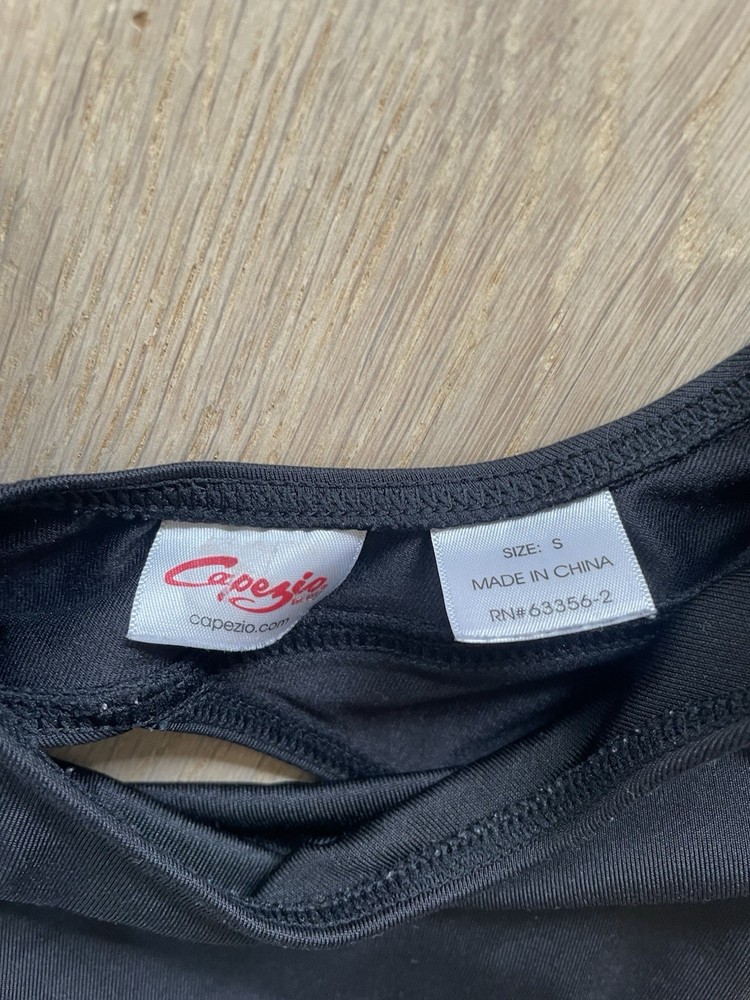 Capezio
capezio.com
SIZE: S
MADE IN CHINA
RN#63356-2